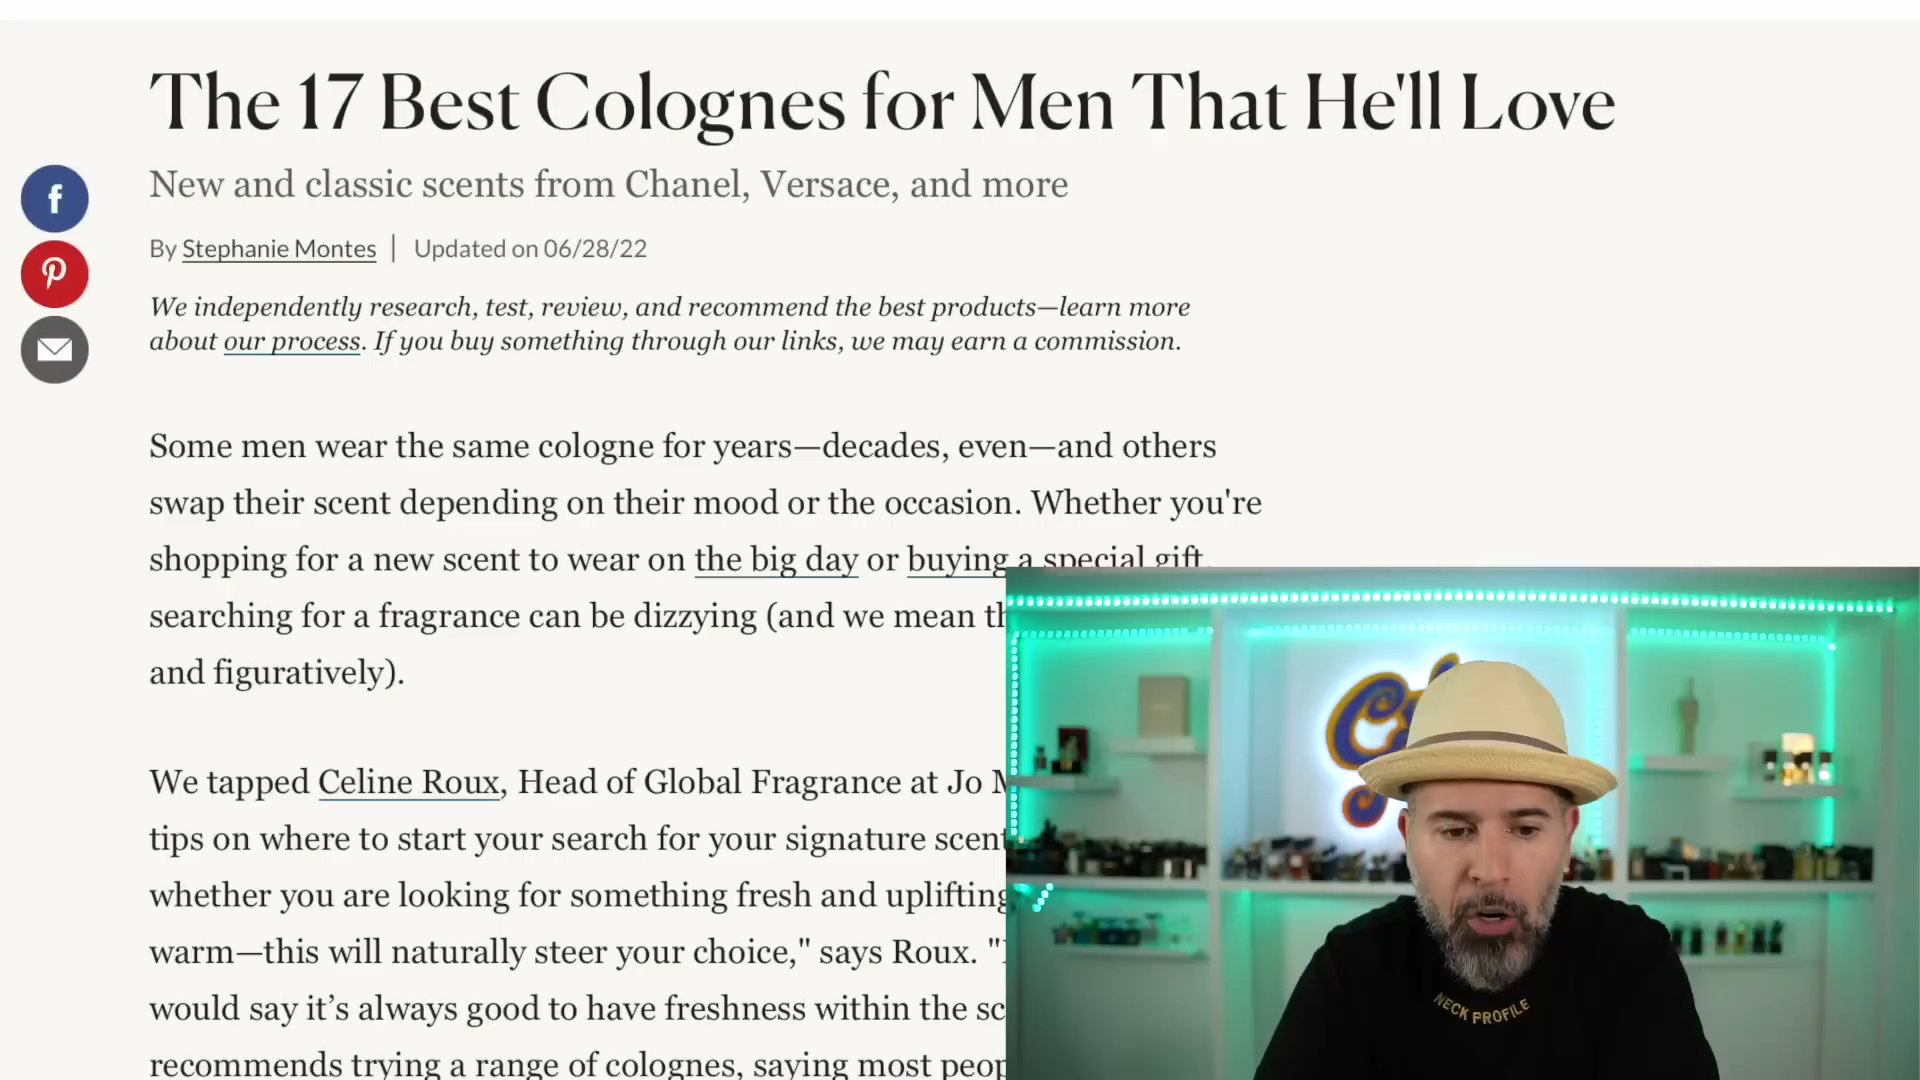 The 17 Best Colognes for Men That He'll Love
New and classic scents from Chanel, Versace, and more
By Stephanie Montes | Updated on 06/28/22
We independently research, test, review, and recommend the best products—learn more
about our process. If you buy something through our links, we may earn a commission.
Some men wear the same cologne for years—decades, even—and others
swap their scent depending on their mood or the occasion. Whether you're
shopping for a new scent to wear on the big day or buying a special gift,
searching for a fragrance can be dizzying (and we mean
and figuratively).
We tapped Celine Roux, Head of Global Fragrance at Jo
tips on where to start your search for your signature scent
whether you are looking for something fresh and uplifting
warm—this will naturally steer your choice," says Roux. "
would say it’s always good to have freshness within the
recommends trying a range of colognes, saying most
NECK PROFILE